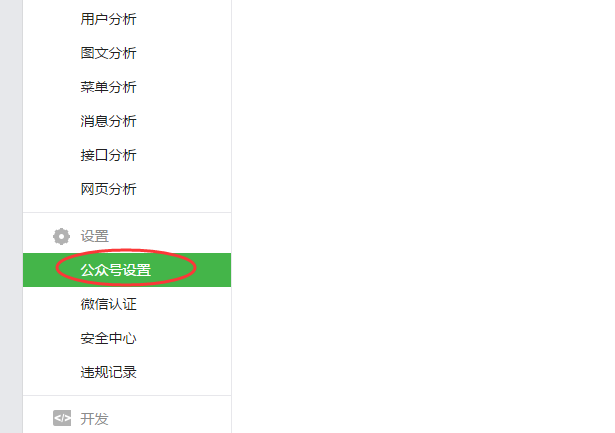 用户分析
图文分析
菜单分析
消息分析
接口分析
网页分析
设置
公众号设置
微信认证
安全中心
违规记录
</> 开发